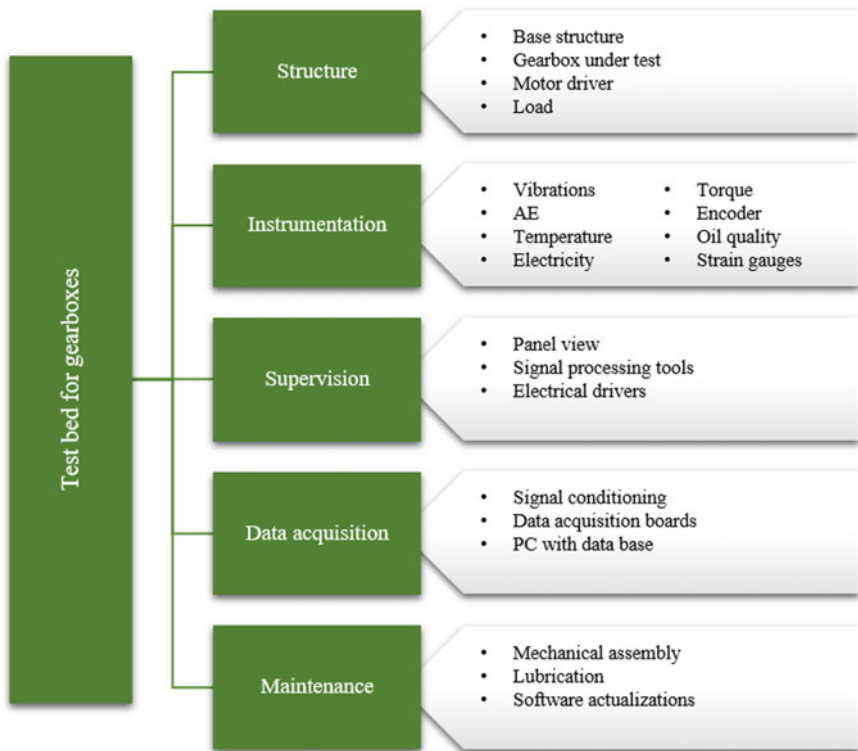 Test bed for gearboxes
Structure
• Base structure
• Gearbox under test
• Motor driver
• Load
Instrumentation
• Vibrations
• AE
• Temperature
• Electricity
• Torque
• Encoder
• Oil quality
• Strain gauges
Supervision
• Panel view
• Signal processing tools
• Electrical drivers
Data acquisition
• Signal conditioning
• Data acquisition boards
• PC with data base
Maintenance
• Mechanical assembly
• Lubrication
• Software actualizations